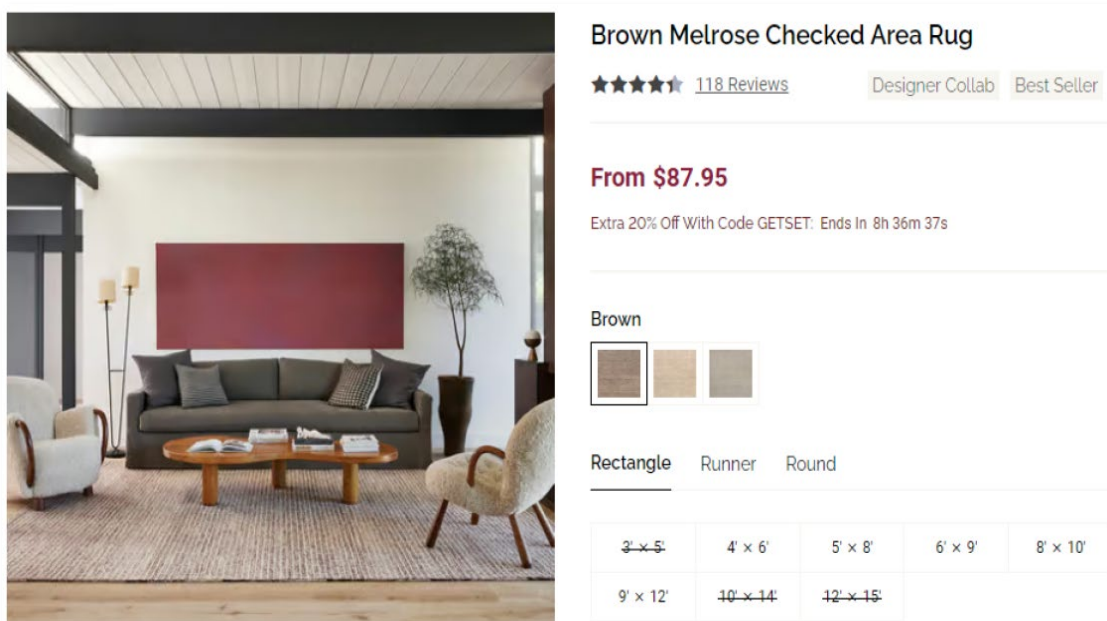 Brown Melrose Checked Area Rug
118 Reviews
Designer Collab
Best Seller
From $87.95
Extra 20% Off With Code GETSET: Ends In 8h 36m 37s
Brown
Rectangle Runner Round
3' × 5' 4' × 6' 5' × 8' 6' × 9' 8' × 10'
9' × 12' 10' × 14' 12' × 15'